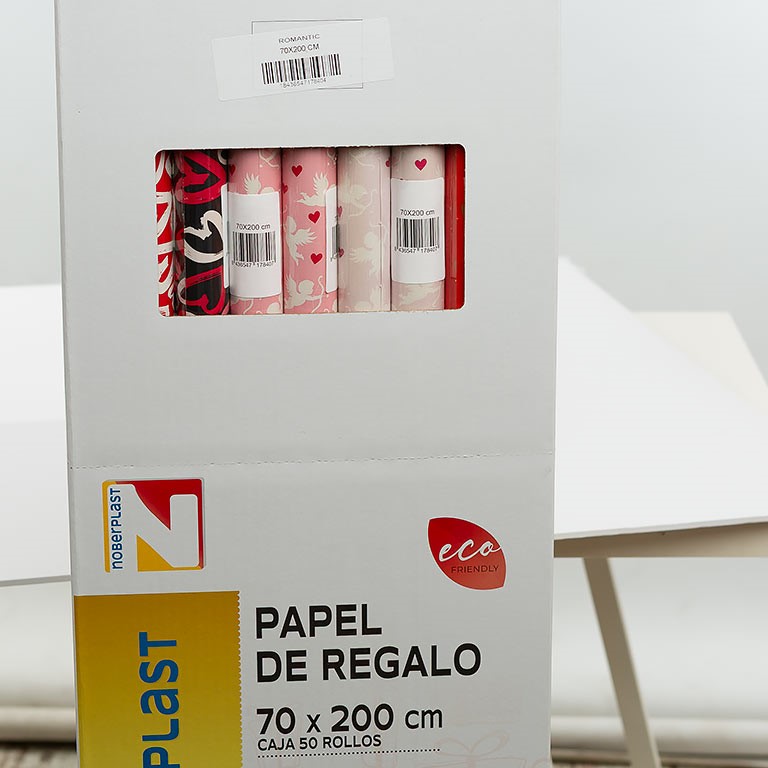 ROMANTIC
70X200 CM
70X200 cm
70X200 cm
noberplast
eco
FRIENDLY
PAPEL
DE REGALO
70 x 200 cm
CAJA 50 ROLLOS
PLAST